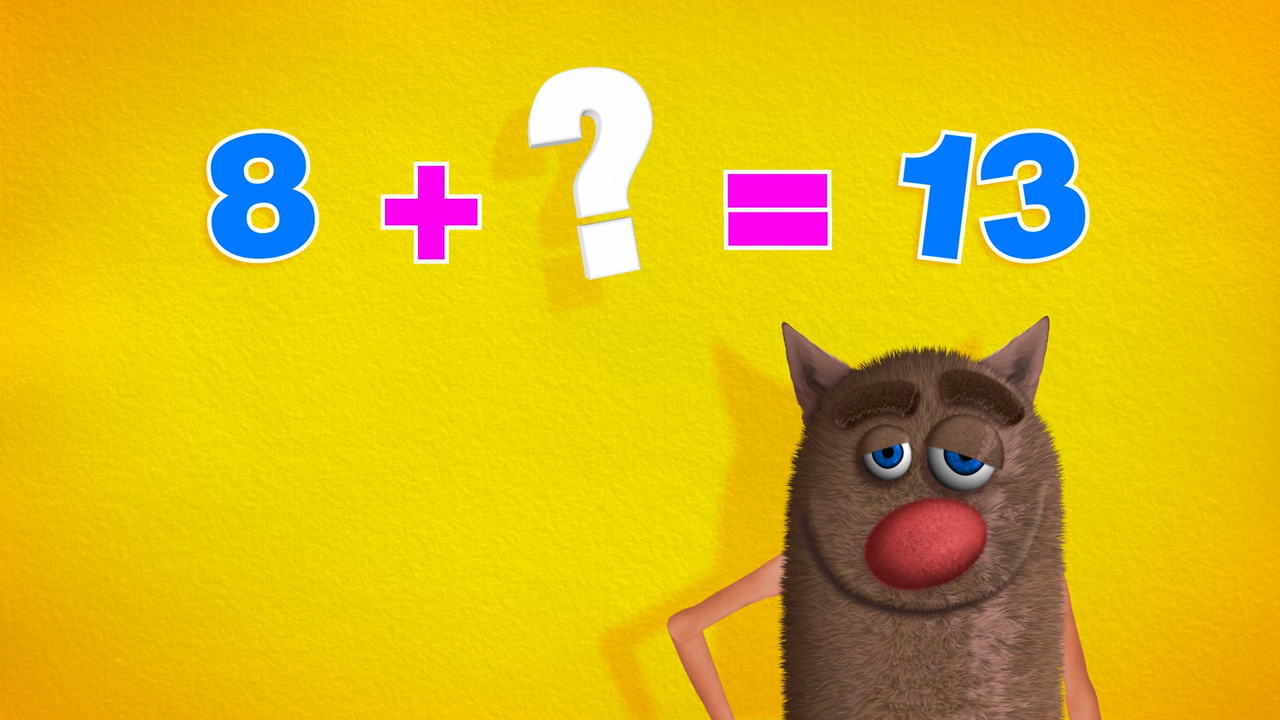 8 + ? = 13